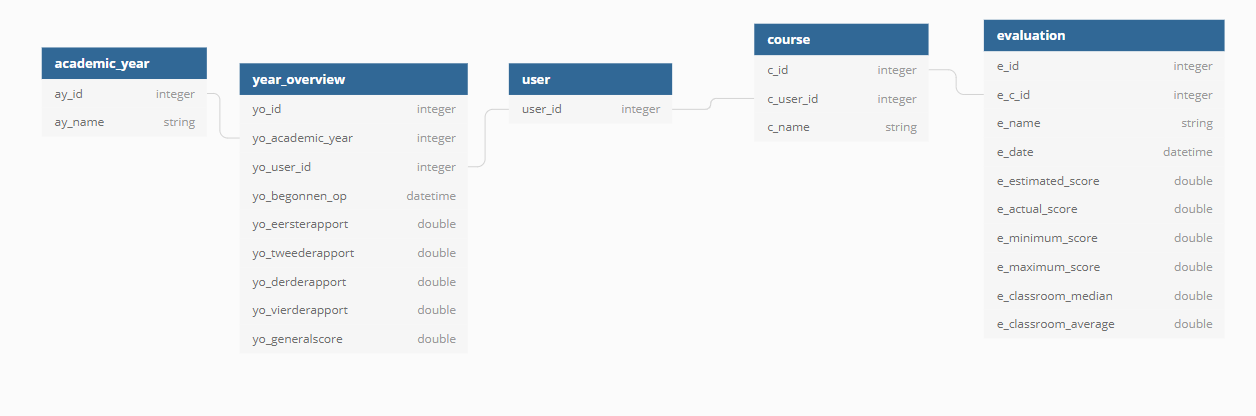 academic_year
ay_id integer
ay_name string
year_overview
yo_id integer
yo_academic_year integer
yo_user_id integer
yo_begonnen_op datetime
yo_eersterapport double
yo_tweederapport double
yo_derderapport double
yo_vierderapport double
yo_generalscore double
user
user_id integer
course
c_id integer
c_user_id integer
c_name string
evaluation
e_id integer
e_c_id integer
e_name string
e_date datetime
e_estimated_score double
e_actual_score double
e_minimum_score double
e_maximum_score double
e_classroom_median double
e_classroom_average double